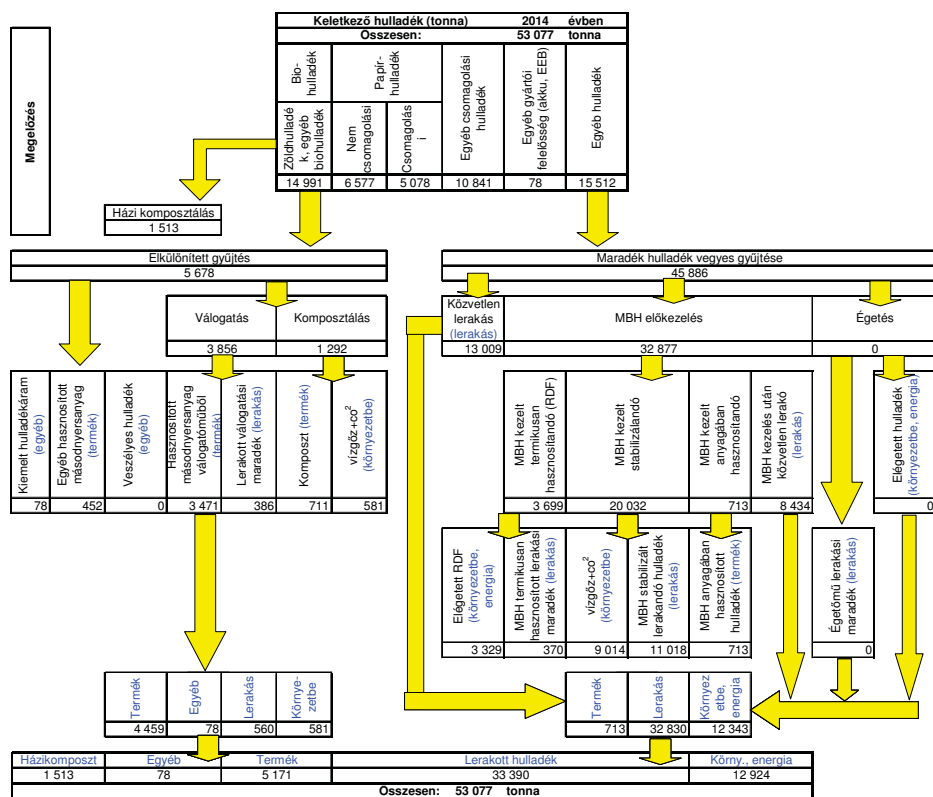 Keletkező hulladék (tonna) 2014 évben
Összesen: 53 077 tonna
Megelőzés
Bio-
hulladék
Papír-
hulladék
Zöldhulladé
k, egyéb
biohulladék
Nem
csomagolási
Csomagolás
i
Egyéb csomagolási
hulladék
Egyéb gyártói
felelősség (akku, EEB)
Egyéb hulladék
14 991 6 577 5 078 10 841 78 15 512
Házi komposztálás
1 513
Elkülönített gyűjtés
5 678
Maradék hulladék vegyes gyűjtése
45 886
Válogatás
3 856
Komposztálás
1 292
Közvetlen
lerakás
(lerakás)
13 009
MBH előkezelés
32 877
Égetés
0
Kiemelt hulladékáram
(egyéb)
Egyéb hasznosított
másodnyersanyag
(termék)
Veszélyes hulladék
(egyéb)
Hasznosított
másodnyersanyag
válogatóműből
(termék)
Lerakott válogatási
maradék (lerakás)
Komposzt (termék)
vízgőz+co²
(környezetbe)
78 452 0 3 471 386 711 581
MBH kezelt
termikusan
hasznosítandó (RDF)
MBH kezelt
stabilizálandó
MBH kezelt
anyagában
hasznosítandó
MBH kezelés után
közvetlen lerakó
(lerakás)
Elégetett hulladék
(környezetbe, energia)
3 699 20 032 713 8 434 0
Elégetett RDF
(környezetbe,
energia)
MBH termikusan
hasznosított lerakási
maradék (lerakás)
vízgőz+co²
(környezetbe)
MBH stabilizált
lerakandó hulladék
(lerakás)
MBH anyagában
hasznosított
hulladék (termék)
Égetőmű lerakási
maradék (lerakás)
3 329 370 9 014 11 018 713 0
Termék
Egyéb
Lerakás
Környe-
zetbe
4 459 78 560 581
Termék
Lerakás
Környez
etbe,
energia
713 32 830 12 343
Házikomposzt Egyéb Termék Lerakott hulladék Körny., energia
1 513 78 5 171 33 390 12 924
Összesen: 53 077 tonna